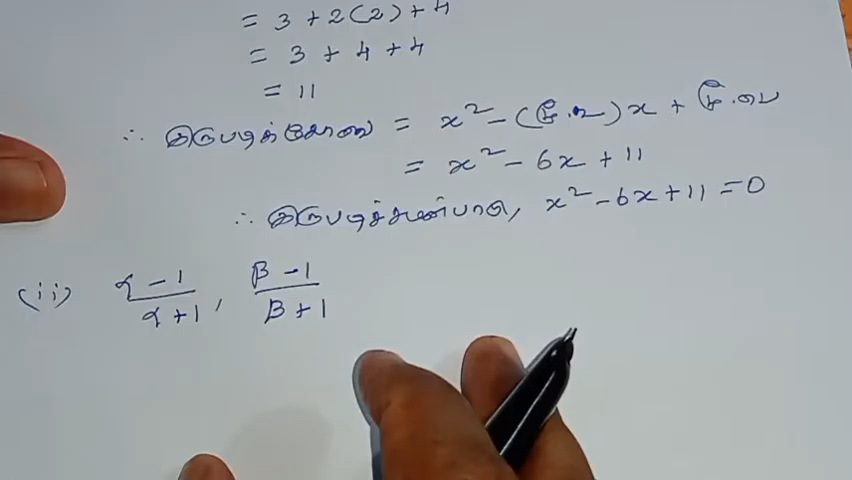 = 3 + 2(2) + 4
= 3 + 4 + 4
= 11
∴ இருபடிக்கோவை = x² - (மூ.கூ)x + மூ.பெ
= x² - 6x + 11
∴ இருபடிச்சமன்பாடு, x² - 6x + 11 = 0
(ii) α - 1 / α + 1 , β - 1 / β + 1